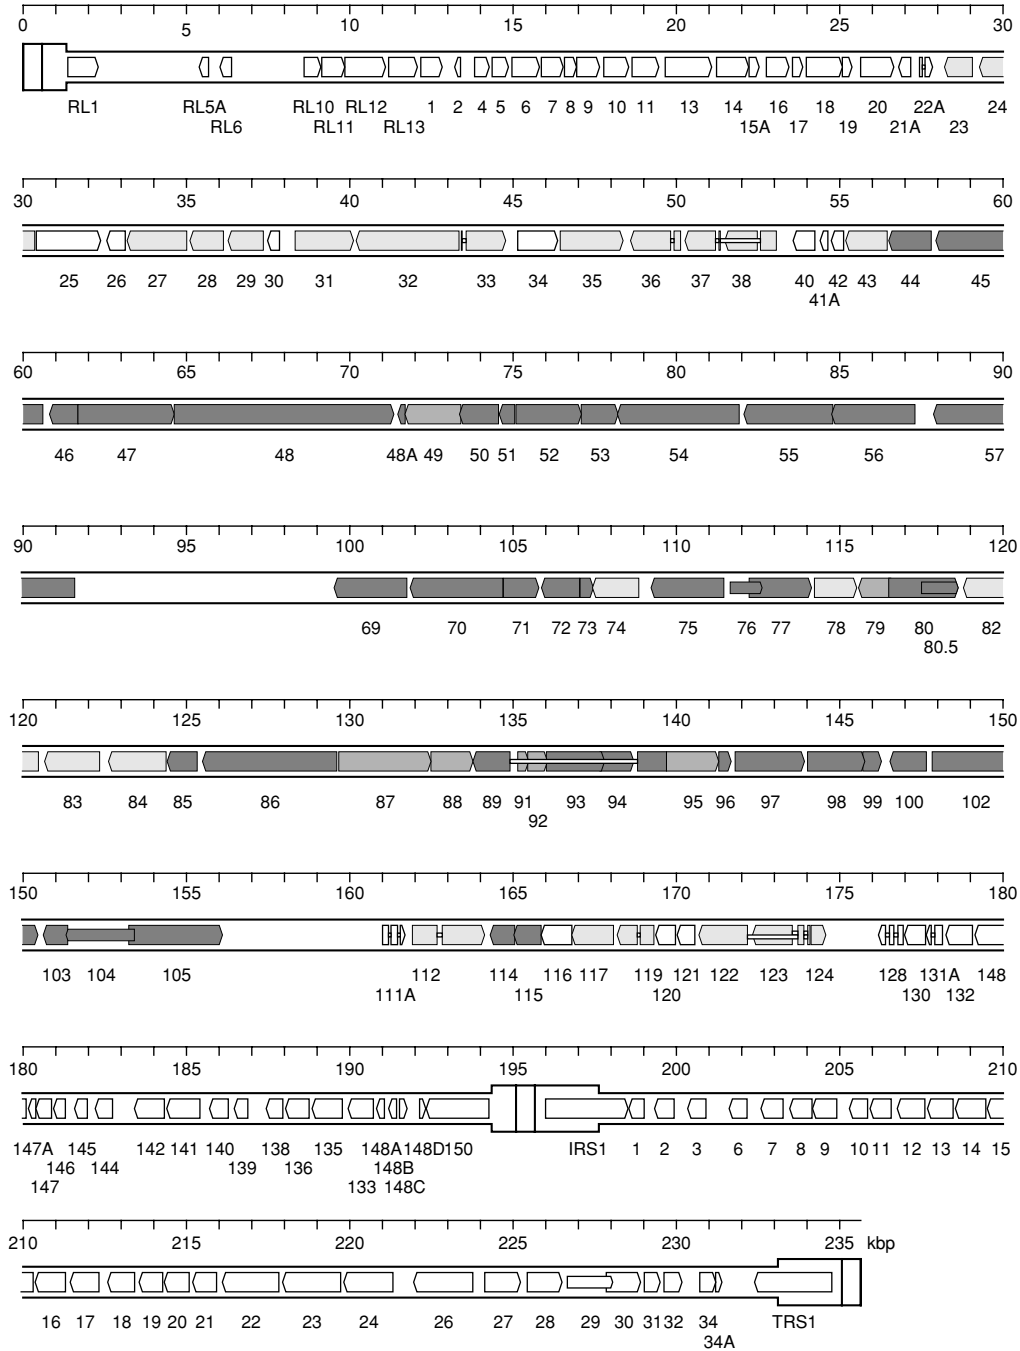 0 5 10 15 20 25 30
RL1 RL5A RL10 RL12 1 2 4 5 6 7 8 9 10 11 13 14 16 18 20 22A 24
RL6 RL11 RL13 15A 17 19 21A 23
30 35 40 45 50 55 60
25 26 27 28 29 30 31 32 33 34 35 36 37 38 40 42 43 44 45
41A
60 65 70 75 80 85 90
46 47 48 48A 49 50 51 52 53 54 55 56 57
90 95 100 105 110 115 120
69 70 71 72 73 74 75 76 77 78 79 80 82
80.5
120 125 130 135 140 145 150
83 84 85 86 87 88 89 91 93 94 95 96 97 98 99 100 102
92
150 155 160 165 170 175 180
103 104 105 112 114 116 117 119 121 122 123 124 128 131A 148
111A 115 120 130 132
180 185 190 195 200 205 210
147A 145 142 141 140 138 135 148A 148D 150 IRS1 1 2 3 6 7 8 9 10 11 12 13 14 15
146 144 139 136 148B
147 133 148C
210 215 220 225 230 235 kbp
16 17 18 19 20 21 22 23 24 26 27 28 29 30 31 32 34 TRS1
34A